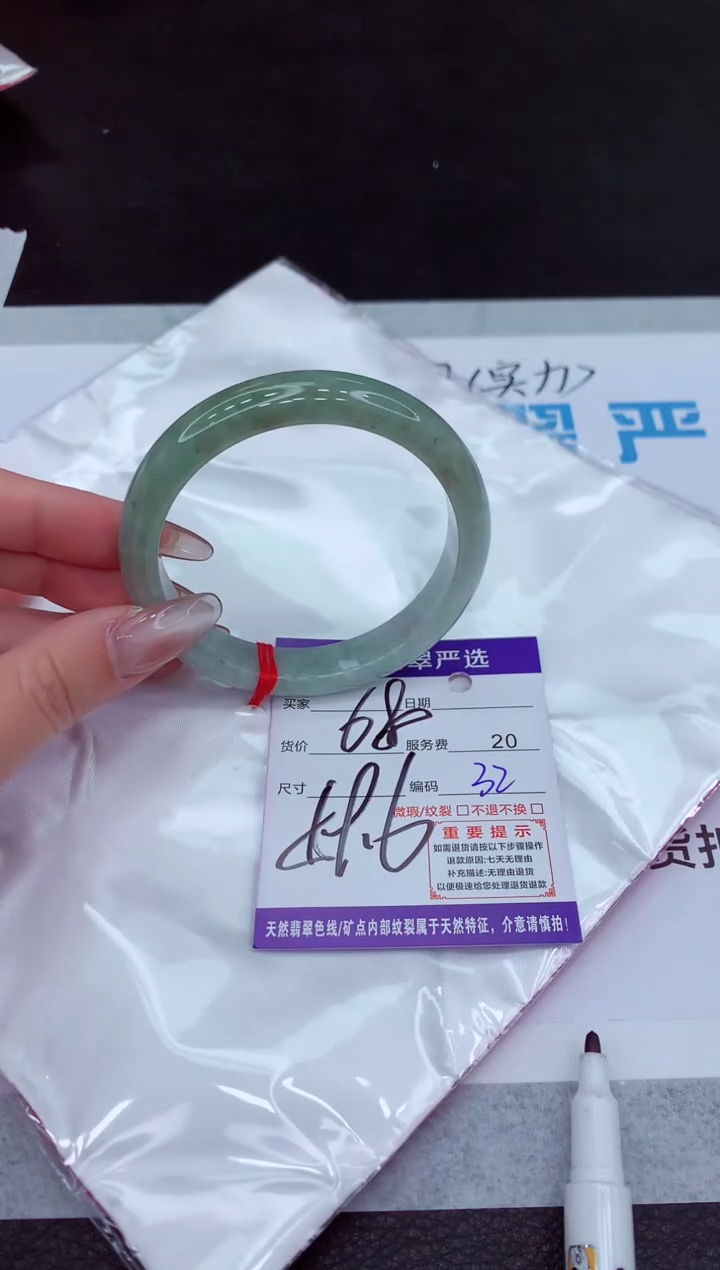 〈实力〉
翠严
翠严选
买家 日期
货价 68 服务费 20
尺寸 编码 32
微瑕/纹裂 □不退不换 □
重要提示
如需退货请按以下步骤操作
退款原因:七天无理由
补充描述:无理由退货
以便极速给您处理退货退款
天然翡翠色线/矿点内部纹裂属于天然特征，介意请慎拍!
货